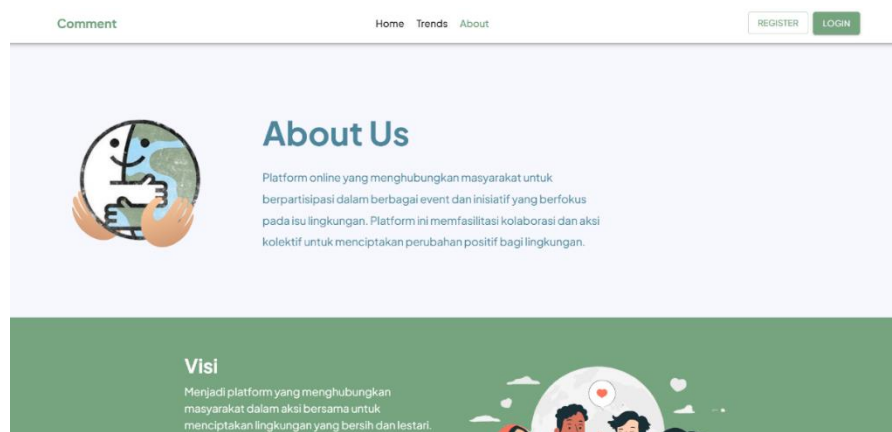 Comment
Home Trends About
REGISTER LOGIN
About Us
Platform online yang menghubungkan masyarakat untuk
berpartisipasi dalam berbagai event dan inisiatif yang berfokus
pada isu lingkungan. Platform ini memfasilitasi kolaborasi dan aksi
kolektif untuk menciptakan perubahan positif bagi lingkungan.
Visi
Menjadi platform yang menghubungkan
masyarakat dalam aksi bersama untuk
menciptakan lingkungan yang bersih dan lestari.